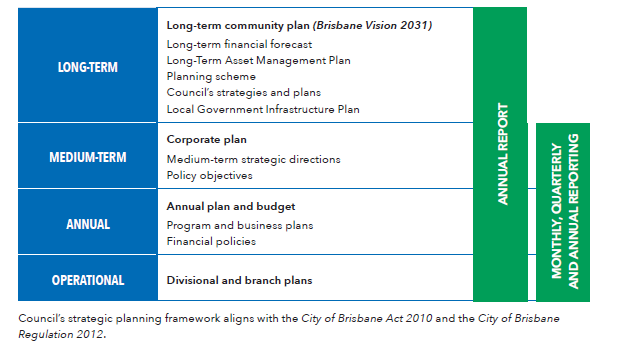 LONG-TERM
Long-term community plan (Brisbane Vision 2031)
Long-term financial forecast
Long-Term Asset Management Plan
Planning scheme
Council's strategies and plans
Local Government Infrastructure Plan
MEDIUM-TERM
Corporate plan
Medium-term strategic directions
Policy objectives
ANNUAL
Annual plan and budget
Program and business plans
Financial policies
OPERATIONAL
Divisional and branch plans
ANNUAL REPORT
MONTHLY, QUARTERLY
AND ANNUAL REPORTING
Council's strategic planning framework aligns with the City of Brisbane Act 2010 and the City of Brisbane
Regulation 2012.